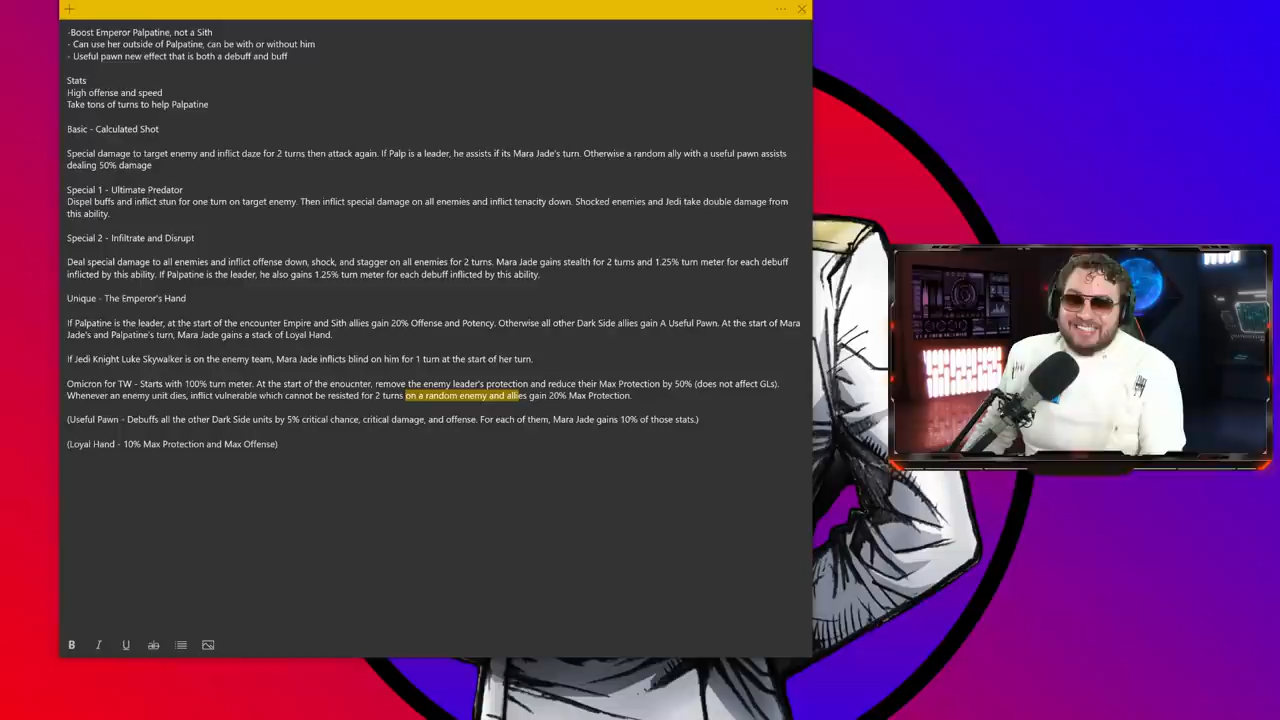 -Boost Emperor Palpatine, not a Sith
- Can use her outside of Palpatine, can be with or without him
- Useful pawn new effect that is both a debuff and buff
Stats
High offense and speed
Take tons of turns to help Palpatine
Basic - Calculated Shot
Special damage to target enemy and inflict daze for 2 turns then attack again. If Palp is a leader, he assists if its Mara Jade's turn. Otherwise a random ally with a useful pawn assists
dealing 50% damage
Special 1 - Ultimate Predator
Dispel buffs and inflict stun for one turn on target enemy. Then inflict special damage on all enemies and inflict tenacity down. Shocked enemies and Jedi take double damage from
this ability.
Special 2 - Infiltrate and Disrupt
Deal special damage to all enemies and inflict offense down, shock, and stagger on all enemies for 2 turns. Mara Jade gains stealth for 2 turns and 1.25% turn meter for each debuff
inflicted by this ability. If Palpatine is the leader, he also gains 1.25% turn meter for each debuff inflicted by this ability.
Unique - The Emperor's Hand
If Palpatine is the leader, at the start of the encounter Empire and Sith allies gain 20% Offense and Potency. Otherwise all other Dark Side allies gain A Useful Pawn. At the start of Mara
Jade's and Palpatine's turn, Mara Jade gains a stack of Loyal Hand.
If Jedi Knight Luke Skywalker is on the enemy team, Mara Jade inflicts blind on him for 1 turn at the start of her turn.
Omicron for TW - Starts with 100% turn meter. At the start of the enoucnter, remove the enemy leader's protection and reduce their Max Protection by 50% (does not affect GLs).
Whenever an enemy unit dies, inflict vulnerable which cannot be resisted for 2 turns on a random enemy and allies gain 20% Max Protection.
(Useful Pawn - Debuffs all the other Dark Side units by 5% critical chance, critical damage, and offense. For each of them, Mara Jade gains 10% of those stats.)
(Loyal Hand - 10% Max Protection and Max Offense)
B I U ab